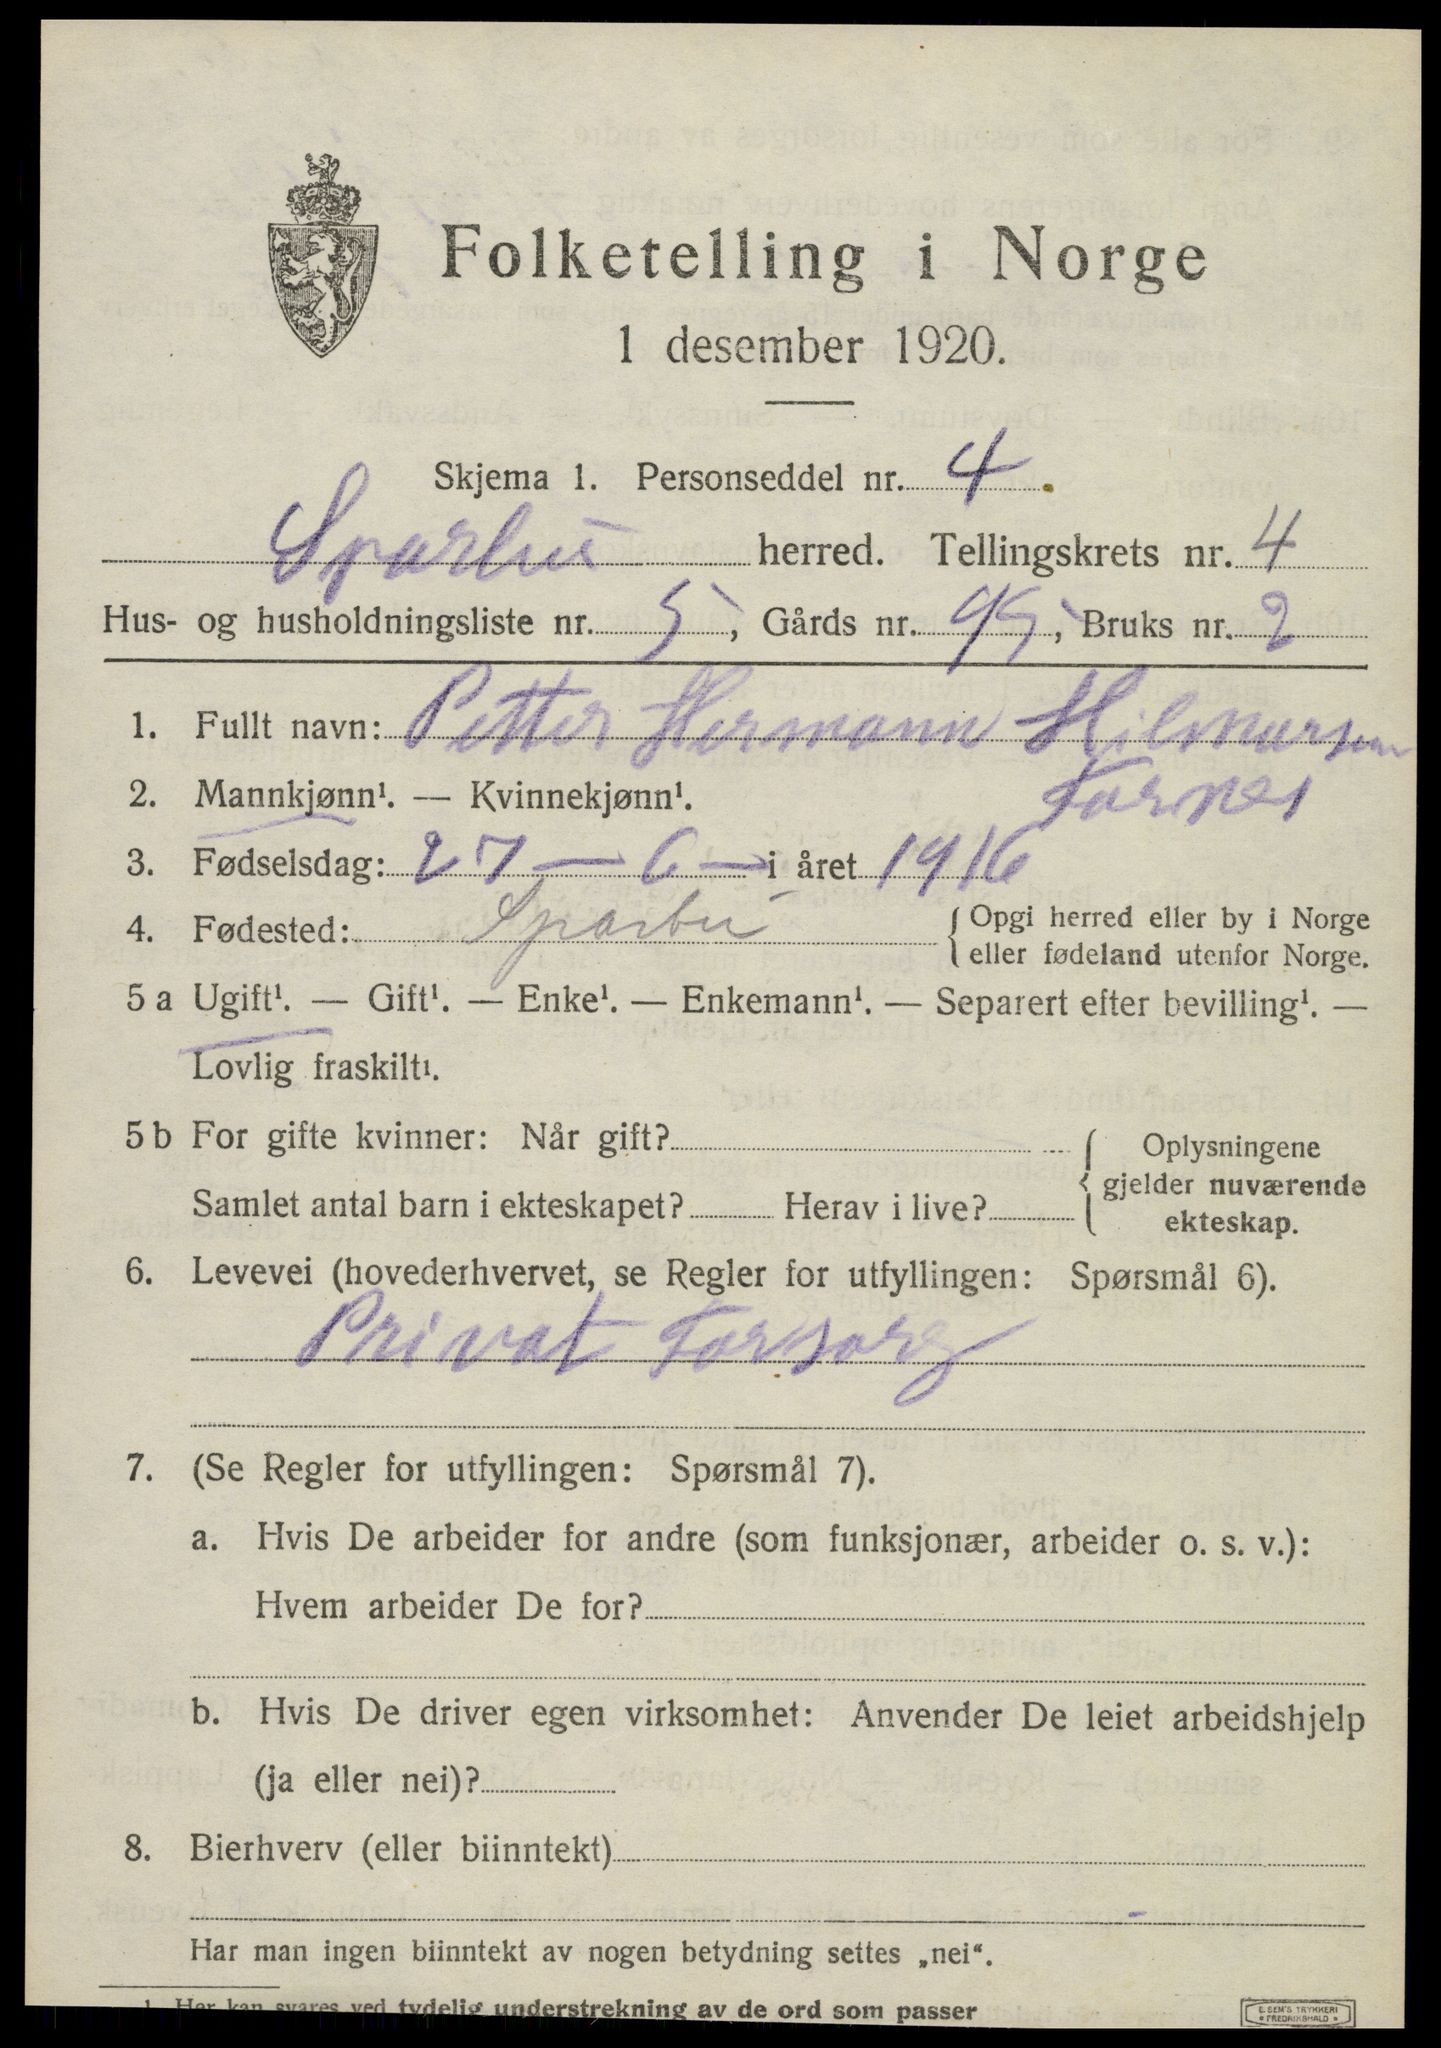 Folketelling i Norge
1 desember 1920.
Skjema 1. Personseddel nr. 4.
Sparbu herred. Tellingskrets nr. 4
Hus- og husholdningsliste nr. 5, Gårds nr. 95, Bruks nr. 2
1. Fullt navn: Petter Hermann Hilmarsen
Tornes
2. Mannkjønn¹. — Kvinnekjønn¹.
3. Fødselsdag: 27 — 6 — i året 1916
4. Fødested: Sparbu { Opgi herred eller by i Norge
eller fødeland utenfor Norge.
5 a Ugift¹. — Gift¹. — Enke¹. — Enkemann¹. — Separert efter bevilling¹. —
Lovlig fraskilt¹.
5 b For gifte kvinner: Når gift? { Oplysningene
gjelder nuværende
ekteskap.
Samlet antal barn i ekteskapet? Herav i live?
6. Levevei (hovederhvervet, se Regler for utfyllingen: Spørsmål 6).
Privat Forsorg
7. (Se Regler for utfyllingen: Spørsmål 7).
a. Hvis De arbeider for andre (som funksjonær, arbeider o. s. v.):
Hvem arbeider De for?
b. Hvis De driver egen virksomhet: Anvender De leiet arbeidshjelp
(ja eller nei)?
8. Bierhverv (eller biinntekt)
-
Har man ingen biinntekt av nogen betydning settes „nei“.
1. Her kan svares ved tydelig understrekning av de ord som passer
E. SEM'S TRYKKERI
FREDRIKSHALD